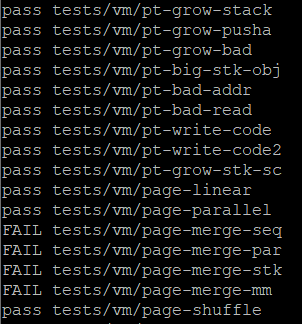 pass tests/vm/pt-grow-stack
pass tests/vm/pt-grow-pusha
pass tests/vm/pt-grow-bad
pass tests/vm/pt-big-stk-obj
pass tests/vm/pt-bad-addr
pass tests/vm/pt-bad-read
pass tests/vm/pt-write-code
pass tests/vm/pt-write-code2
pass tests/vm/pt-grow-stk-sc
pass tests/vm/page-linear
pass tests/vm/page-parallel
FAIL tests/vm/page-merge-seq
FAIL tests/vm/page-merge-par
FAIL tests/vm/page-merge-stk
FAIL tests/vm/page-merge-mm
pass tests/vm/page-shuffle